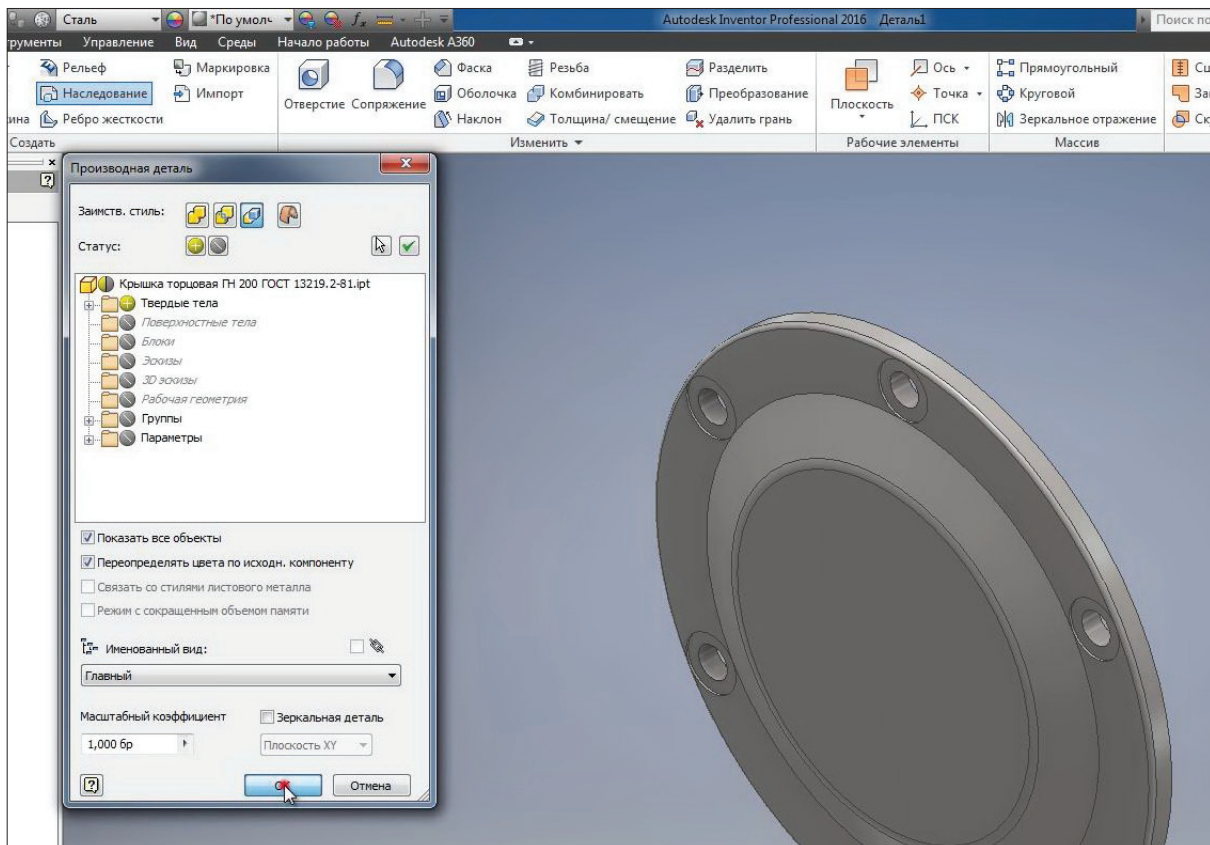 Сталь *По умолч fx Autodesk Inventor Professional 2016 Деталь1 Поиск по
трументы Управление Вид Среды Начало работы Autodesk A360
Рельеф Маркировка Фаска Резьба Разделить Ось Прямоугольный
Наследование Импорт Отверстие Сопряжение Оболочка Комбинировать Преобразование Плоскость Точка Круговой
ина Ребро жесткости Наклон Толщина/ смещение Удалить грань ПСК Зеркальное отражение
Создать Изменить Рабочие элементы Массив
Производная деталь
Заимств. стиль:
Статус:
Крышка торцовая ГН 200 ГОСТ 13219.2-81.ipt
Твердые тела
Поверхностные тела
Блоки
Эскизы
3D эскизы
Рабочая геометрия
Группы
Параметры
Показать все объекты
Переопределять цвета по исходн. компоненту
Связать со стилями листового металла
Режим с сокращенным объемом памяти
Именованный вид:
Главный
Масштабный коэффициент Зеркальная деталь
1,000 бр Плоскость XY
ОК Отмена